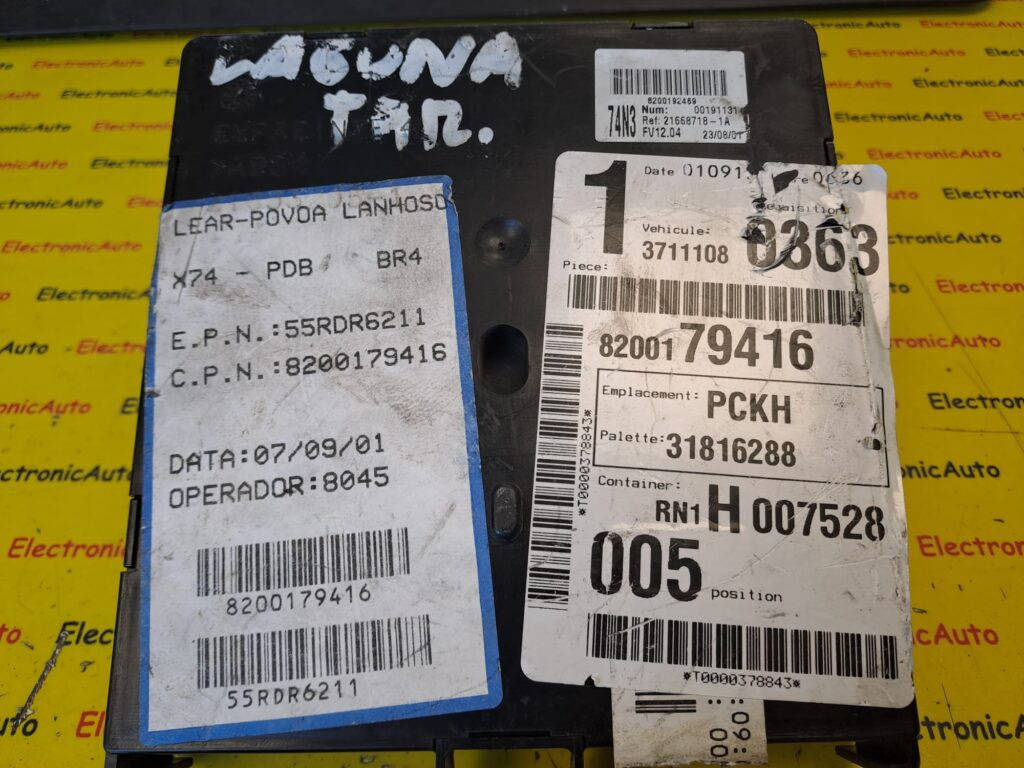 LAGUNA
TAR.
8200192469
74N3
Num: 00191131
Ref: 21668718-1A
FV12.04 23/08/01
LEAR-POVOA LANHOSO
X74 - PDB BR4
E.P.N.:55RDR6211
C.P.N.:8200179416
DATA:07/09/01
OPERADOR:8045
8200179416
55RDR6211
1
Date 01091
0636
Vehicule:
3711108
0363
Piece:
8200179416
Emplacement: PCKH
Palette: 31816288
Container:
RN1 H 007528
005 position
*T0000378843*
*T0000378843*
ElectronicAuto